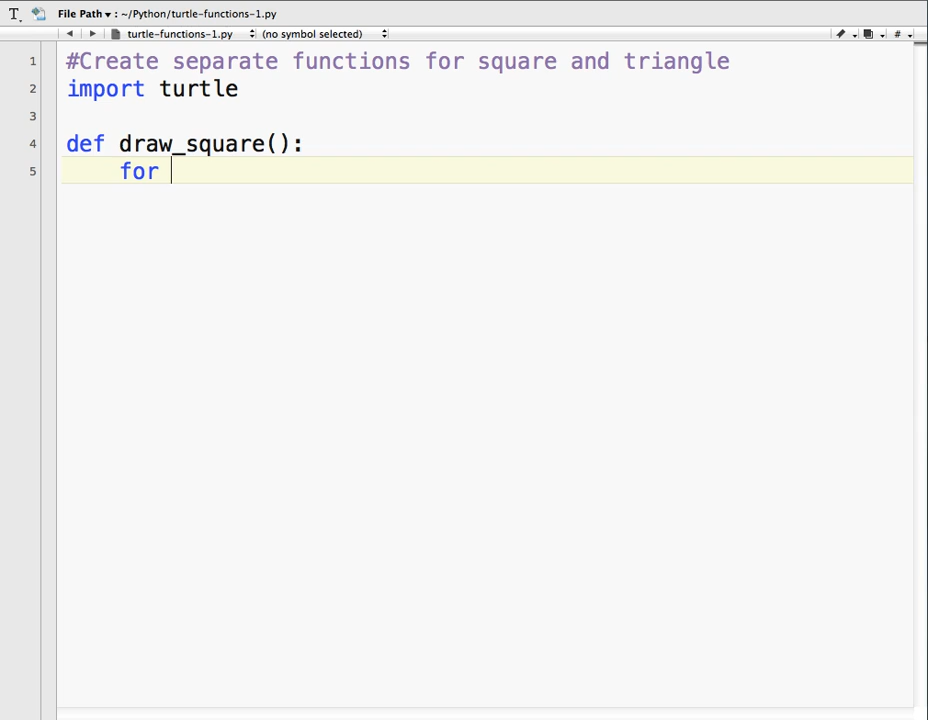 File Path ▾ : ~/Python/turtle-functions-1.py
turtle-functions-1.py (no symbol selected) #
1 #Create separate functions for square and triangle
2 import turtle
3
4 def draw_square():
5     for